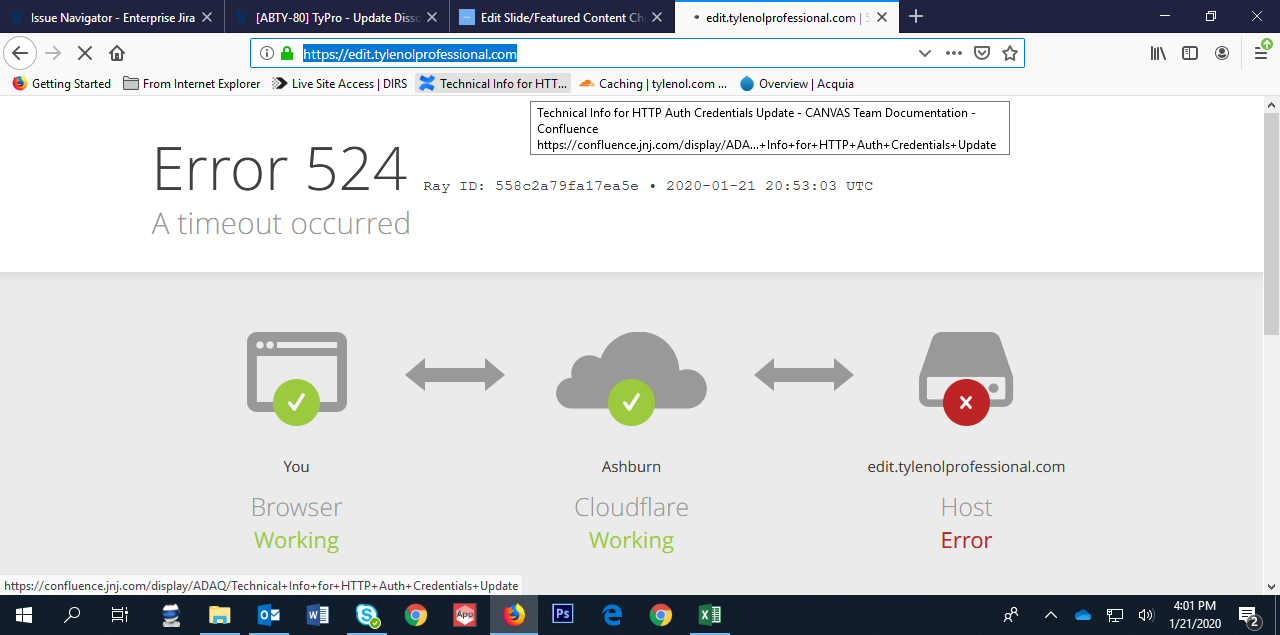 Issue Navigator - Enterprise Jira
[ABTY-80] TyPro - Update Disso
Edit Slide/Featured Content Ch
edit.tylenolprofessional.com | 5
https://edit.tylenolprofessional.com
Getting Started
From Internet Explorer
Live Site Access | DIRS
Technical Info for HTT...
Caching | tylenol.com ...
Overview | Acquia
Technical Info for HTTP Auth Credentials Update - CANVAS Team Documentation -
Confluence
https://confluence.jnj.com/display/ADA...+Info+for+HTTP+Auth+Credentials+Update
Error 524
Ray ID: 558c2a79fa17ea5e • 2020-01-21 20:53:03 UTC
A timeout occurred
You
Ashburn
edit.tylenolprofessional.com
Browser
Cloudflare
Host
Working
Working
Error
https://confluence.jnj.com/display/ADAQ/Technical+Info+for+HTTP+Auth+Credentials+Update
App
Ps
4:01 PM
1/21/2020
2